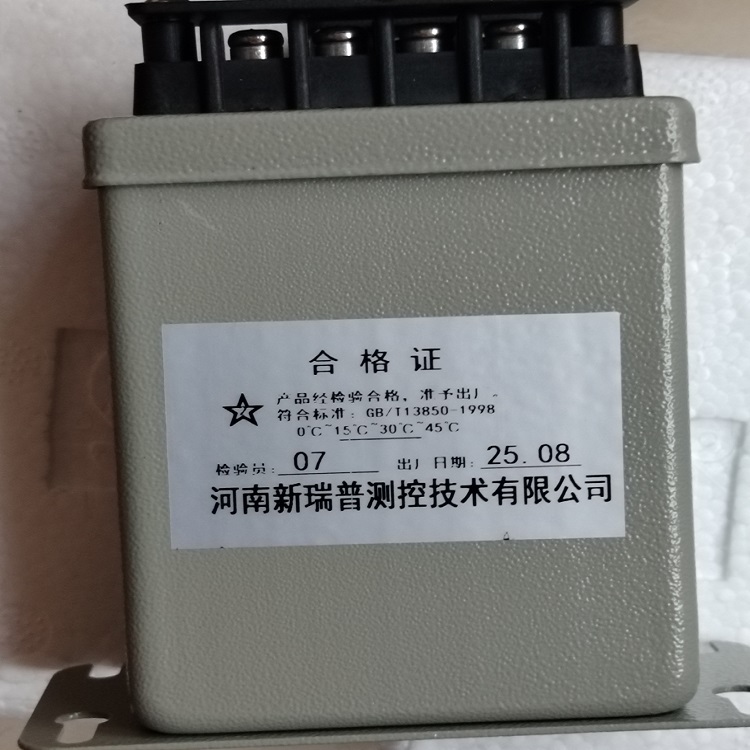 合格证
产品经检验合格，准予出厂。
符合标准：GB/T13850-1998
0℃~15℃~30℃~45℃
检验员：07 出厂日期：25.08
河南新瑞普测控技术有限公司